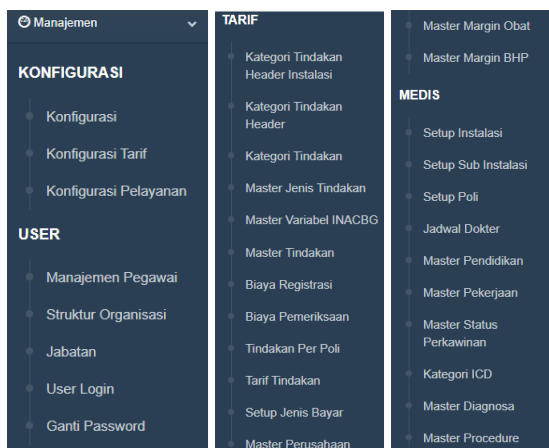 Manajemen
KONFIGURASI
Konfigurasi
Konfigurasi Tarif
Konfigurasi Pelayanan
USER
Manajemen Pegawai
Struktur Organisasi
Jabatan
User Login
Ganti Password
TARIF
Kategori Tindakan
Header Instalasi
Kategori Tindakan
Header
Kategori Tindakan
Master Jenis Tindakan
Master Variabel INACBG
Master Tindakan
Biaya Registrasi
Biaya Pemeriksaan
Tindakan Per Poli
Tarif Tindakan
Setup Jenis Bayar
Master Perusahaan
Master Margin Obat
Master Margin BHP
MEDIS
Setup Instalasi
Setup Sub Instalasi
Setup Poli
Jadwal Dokter
Master Pendidikan
Master Pekerjaan
Master Status
Perkawinan
Kategori ICD
Master Diagnosa
Master Procedure